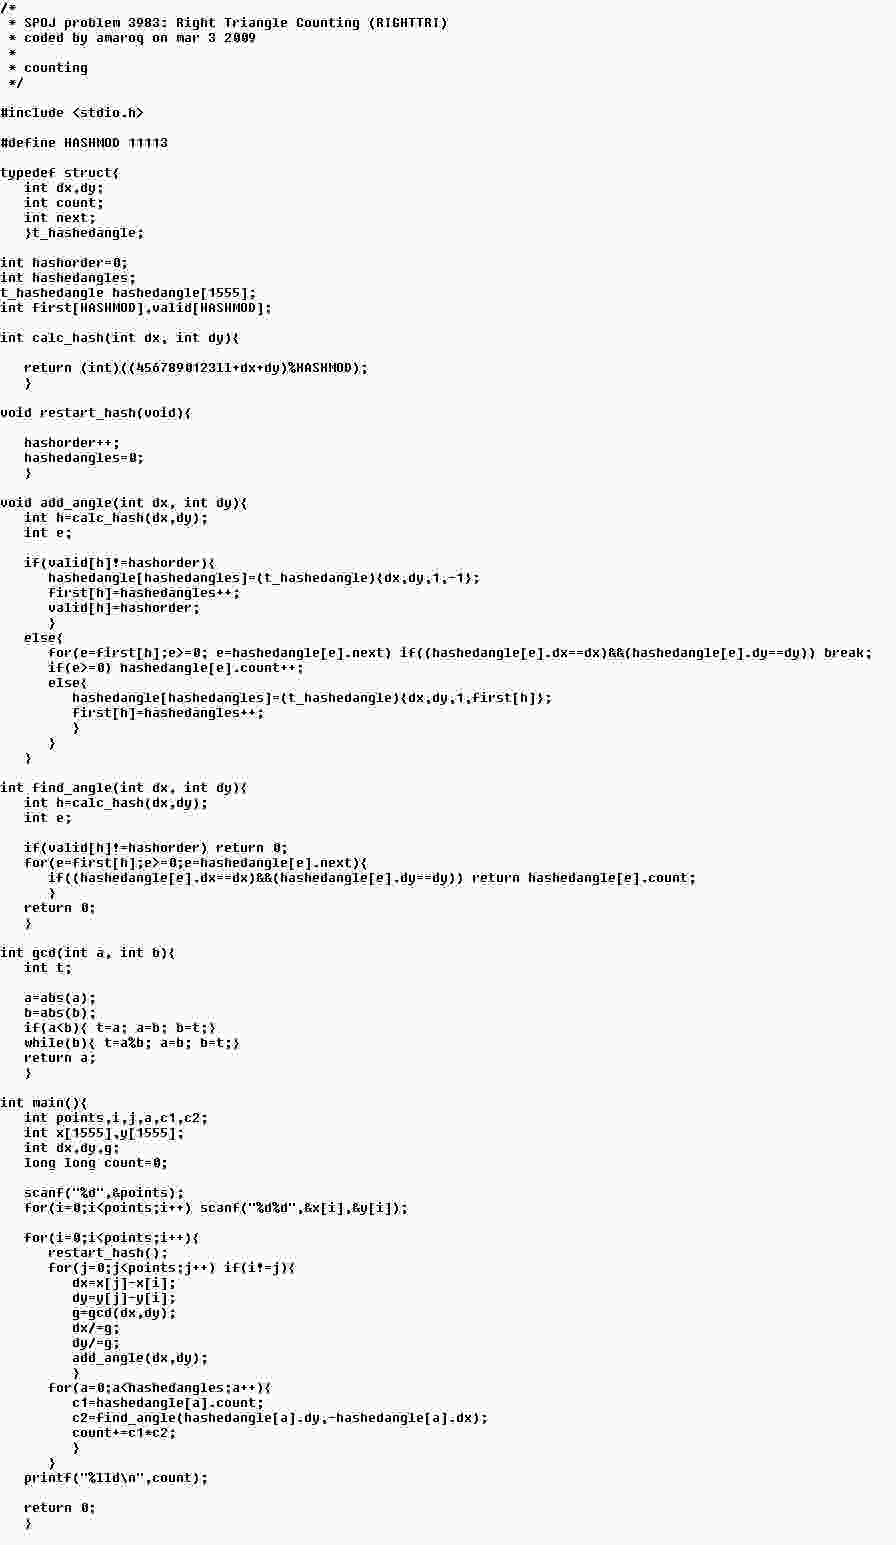 /*
 * SPOJ problem 3983: Right Triangle Counting (RIGHTTRI)
 * coded by amaroq on mar 3 2009
 *
 * counting
 */

#include <stdio.h>

#define HASHMOD 11113

typedef struct{
   int dx,dy;
   int count;
   int next;
   }t_hashedangle;

int hashorder=0;
int hashedangles;
t_hashedangle hashedangle[1555];
int first[HASHMOD],valid[HASHMOD];

int calc_hash(int dx, int dy){

   return (int)((456789012311+dx+dy)%HASHMOD);
   }

void restart_hash(void){

   hashorder++;
   hashedangles=0;
   }

void add_angle(int dx, int dy){
   int h=calc_hash(dx,dy);
   int e;

   if(valid[h]!=hashorder){
      hashedangle[hashedangles]=(t_hashedangle){dx,dy,1,-1};
      first[h]=hashedangles++;
      valid[h]=hashorder;
      }
   else{
      for(e=first[h];e>=0; e=hashedangle[e].next) if((hashedangle[e].dx==dx)&&(hashedangle[e].dy==dy)) break;
      if(e>=0) hashedangle[e].count++;
      else{
         hashedangle[hashedangles]=(t_hashedangle){dx,dy,1,first[h]};
         first[h]=hashedangles++;
         }
      }
   }

int find_angle(int dx, int dy){
   int h=calc_hash(dx,dy);
   int e;

   if(valid[h]!=hashorder) return 0;
   for(e=first[h];e>=0;e=hashedangle[e].next){
      if((hashedangle[e].dx==dx)&&(hashedangle[e].dy==dy)) return hashedangle[e].count;
      }
   return 0;
   }

int gcd(int a, int b){
   int t;

   a=abs(a);
   b=abs(b);
   if(a<b){ t=a; a=b; b=t;}
   while(b){ t=a%b; a=b; b=t;}
   return a;
   }

int main(){
   int points,i,j,a,c1,c2;
   int x[1555],y[1555];
   int dx,dy,g;
   long long count=0;

   scanf("%d",&points);
   for(i=0;i<points;i++) scanf("%d%d",&x[i],&y[i]);

   for(i=0;i<points;i++){
      restart_hash();
      for(j=0;j<points;j++) if(i!=j){
         dx=x[j]-x[i];
         dy=y[j]-y[i];
         g=gcd(dx,dy);
         dx/=g;
         dy/=g;
         add_angle(dx,dy);
         }
      for(a=0;a<hashedangles;a++){
         c1=hashedangle[a].count;
         c2=find_angle(hashedangle[a].dy,-hashedangle[a].dx);
         count+=c1*c2;
         }
      }
   printf("%lld\n",count);

   return 0;
   }